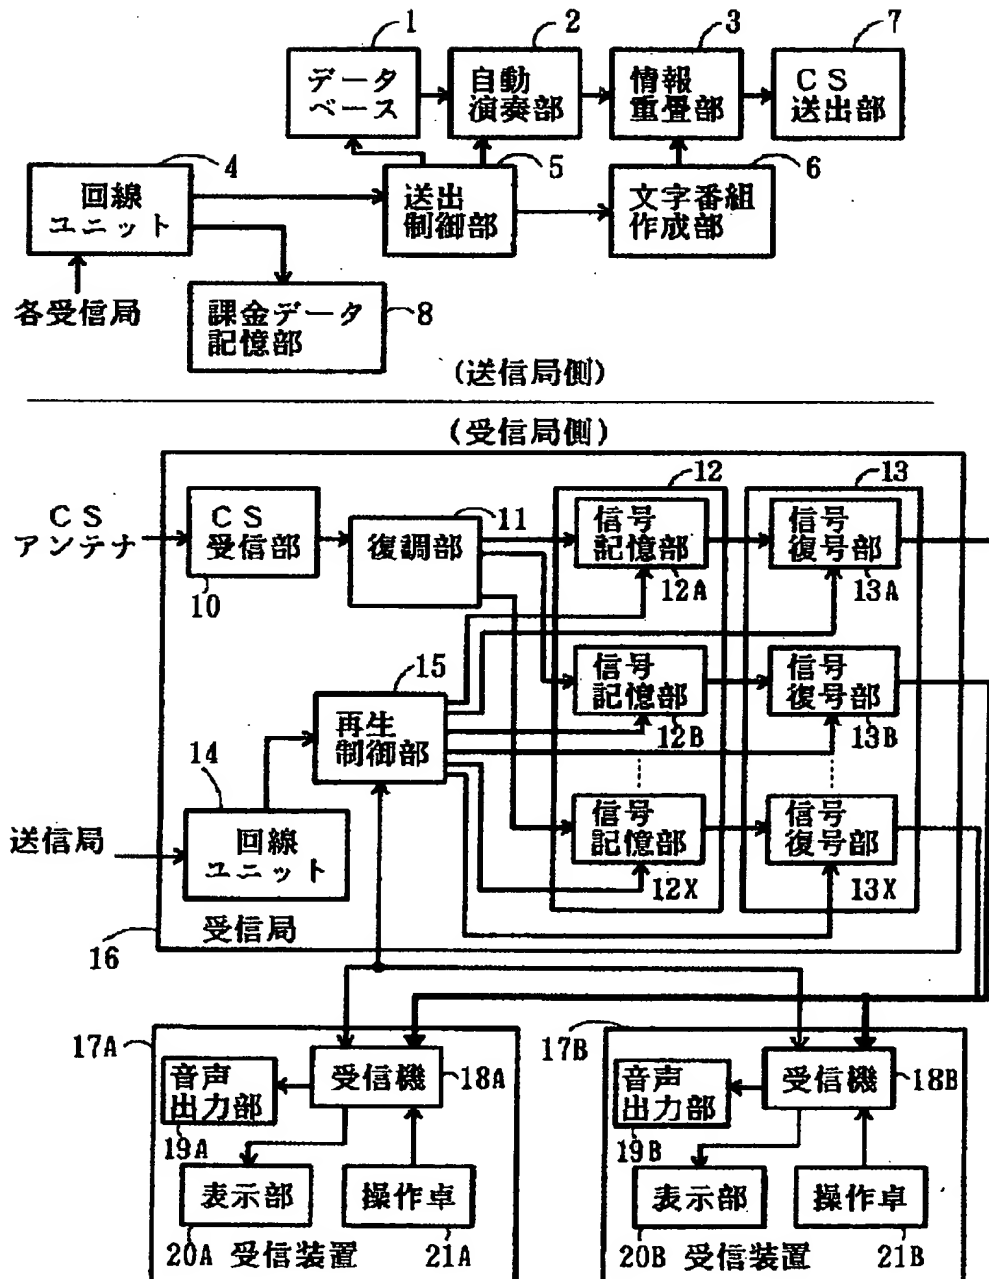 1
2
3
7
データ
ベース
自動
演奏部
情報
重畳部
CS
送出部
4
5
6
回線
ユニット
送出
制御部
文字番組
作成部
各受信局
課金データ
記憶部
8
(送信局側)
(受信局側)
12
13
CS
アンテナ
CS
受信部
10
11
復調部
信号
記憶部
12A
信号
復号部
13A
15
再生
制御部
信号
記憶部
12B
信号
復号部
13B
14
送信局
回線
ユニット
信号
記憶部
12X
信号
復号部
13X
受信局
16
17A
受信機
18A
音声
出力部
19A
表示部
操作卓
20A
受信装置
21A
17B
受信機
18B
音声
出力部
19B
表示部
操作卓
20B
受信装置
21B